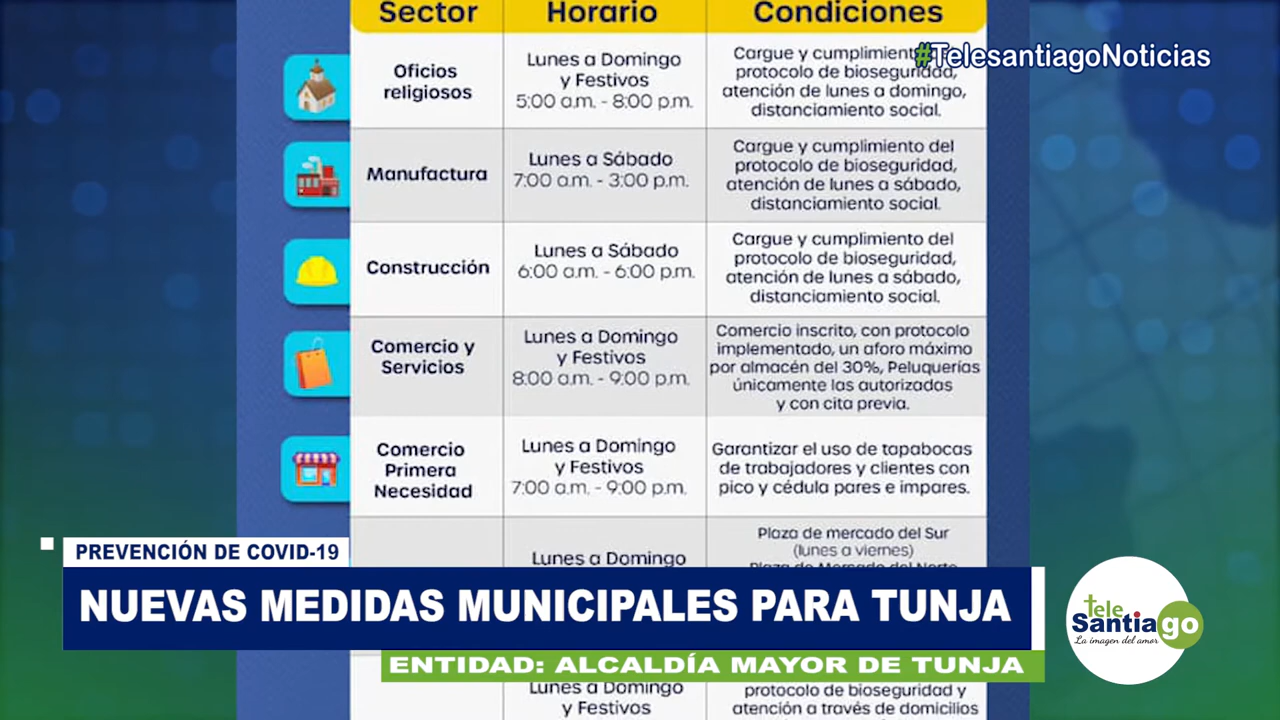 Sector Horario Condiciones
#TelesantiagoNoticias
Oficios
religiosos
Lunes a Domingo
y Festivos
5:00 a.m. - 8:00 p.m.
Cargue y
protocolo de bioseguridad,
atención de lunes a domingo,
distanciamiento social.
Manufactura
Lunes a Sábado
7:00 a.m. - 3:00 p.m.
Cargue y cumplimiento del
protocolo de bioseguridad,
atención de lunes a sábado,
distanciamiento social.
Construcción
Lunes a Sábado
6:00 a.m. - 6:00 p.m.
Cargue y cumplimiento del
protocolo de bioseguridad,
atención de lunes a sábado,
distanciamiento social.
Comercio y
Servicios
Lunes a Domingo
y Festivos
8:00 a.m. - 9:00 p.m.
Comercio inscrito, con protocolo
implementado, un aforo máximo
por almacén del 30%, Peluquerías
únicamente las autorizadas
y con cita previa.
Comercio
Primera
Necesidad
Lunes a Domingo
y Festivos
7:00 a.m. - 9:00 p.m.
Garantizar el uso de tapabocas
de trabajadores y clientes con
pico y cédula pares e impares.
Lunes a Domingo
Plaza de mercado del Sur
(lunes a viernes)
Plaza de Mercado del Norte
PREVENCIÓN DE COVID-19
NUEVAS MEDIDAS MUNICIPALES PARA TUNJA
ENTIDAD: ALCALDÍA MAYOR DE TUNJA
tele
Santiago
La imagen del amor
Lunes a Domingo
y Festivos
protocolo de bioseguridad y
atención a través de domicilios